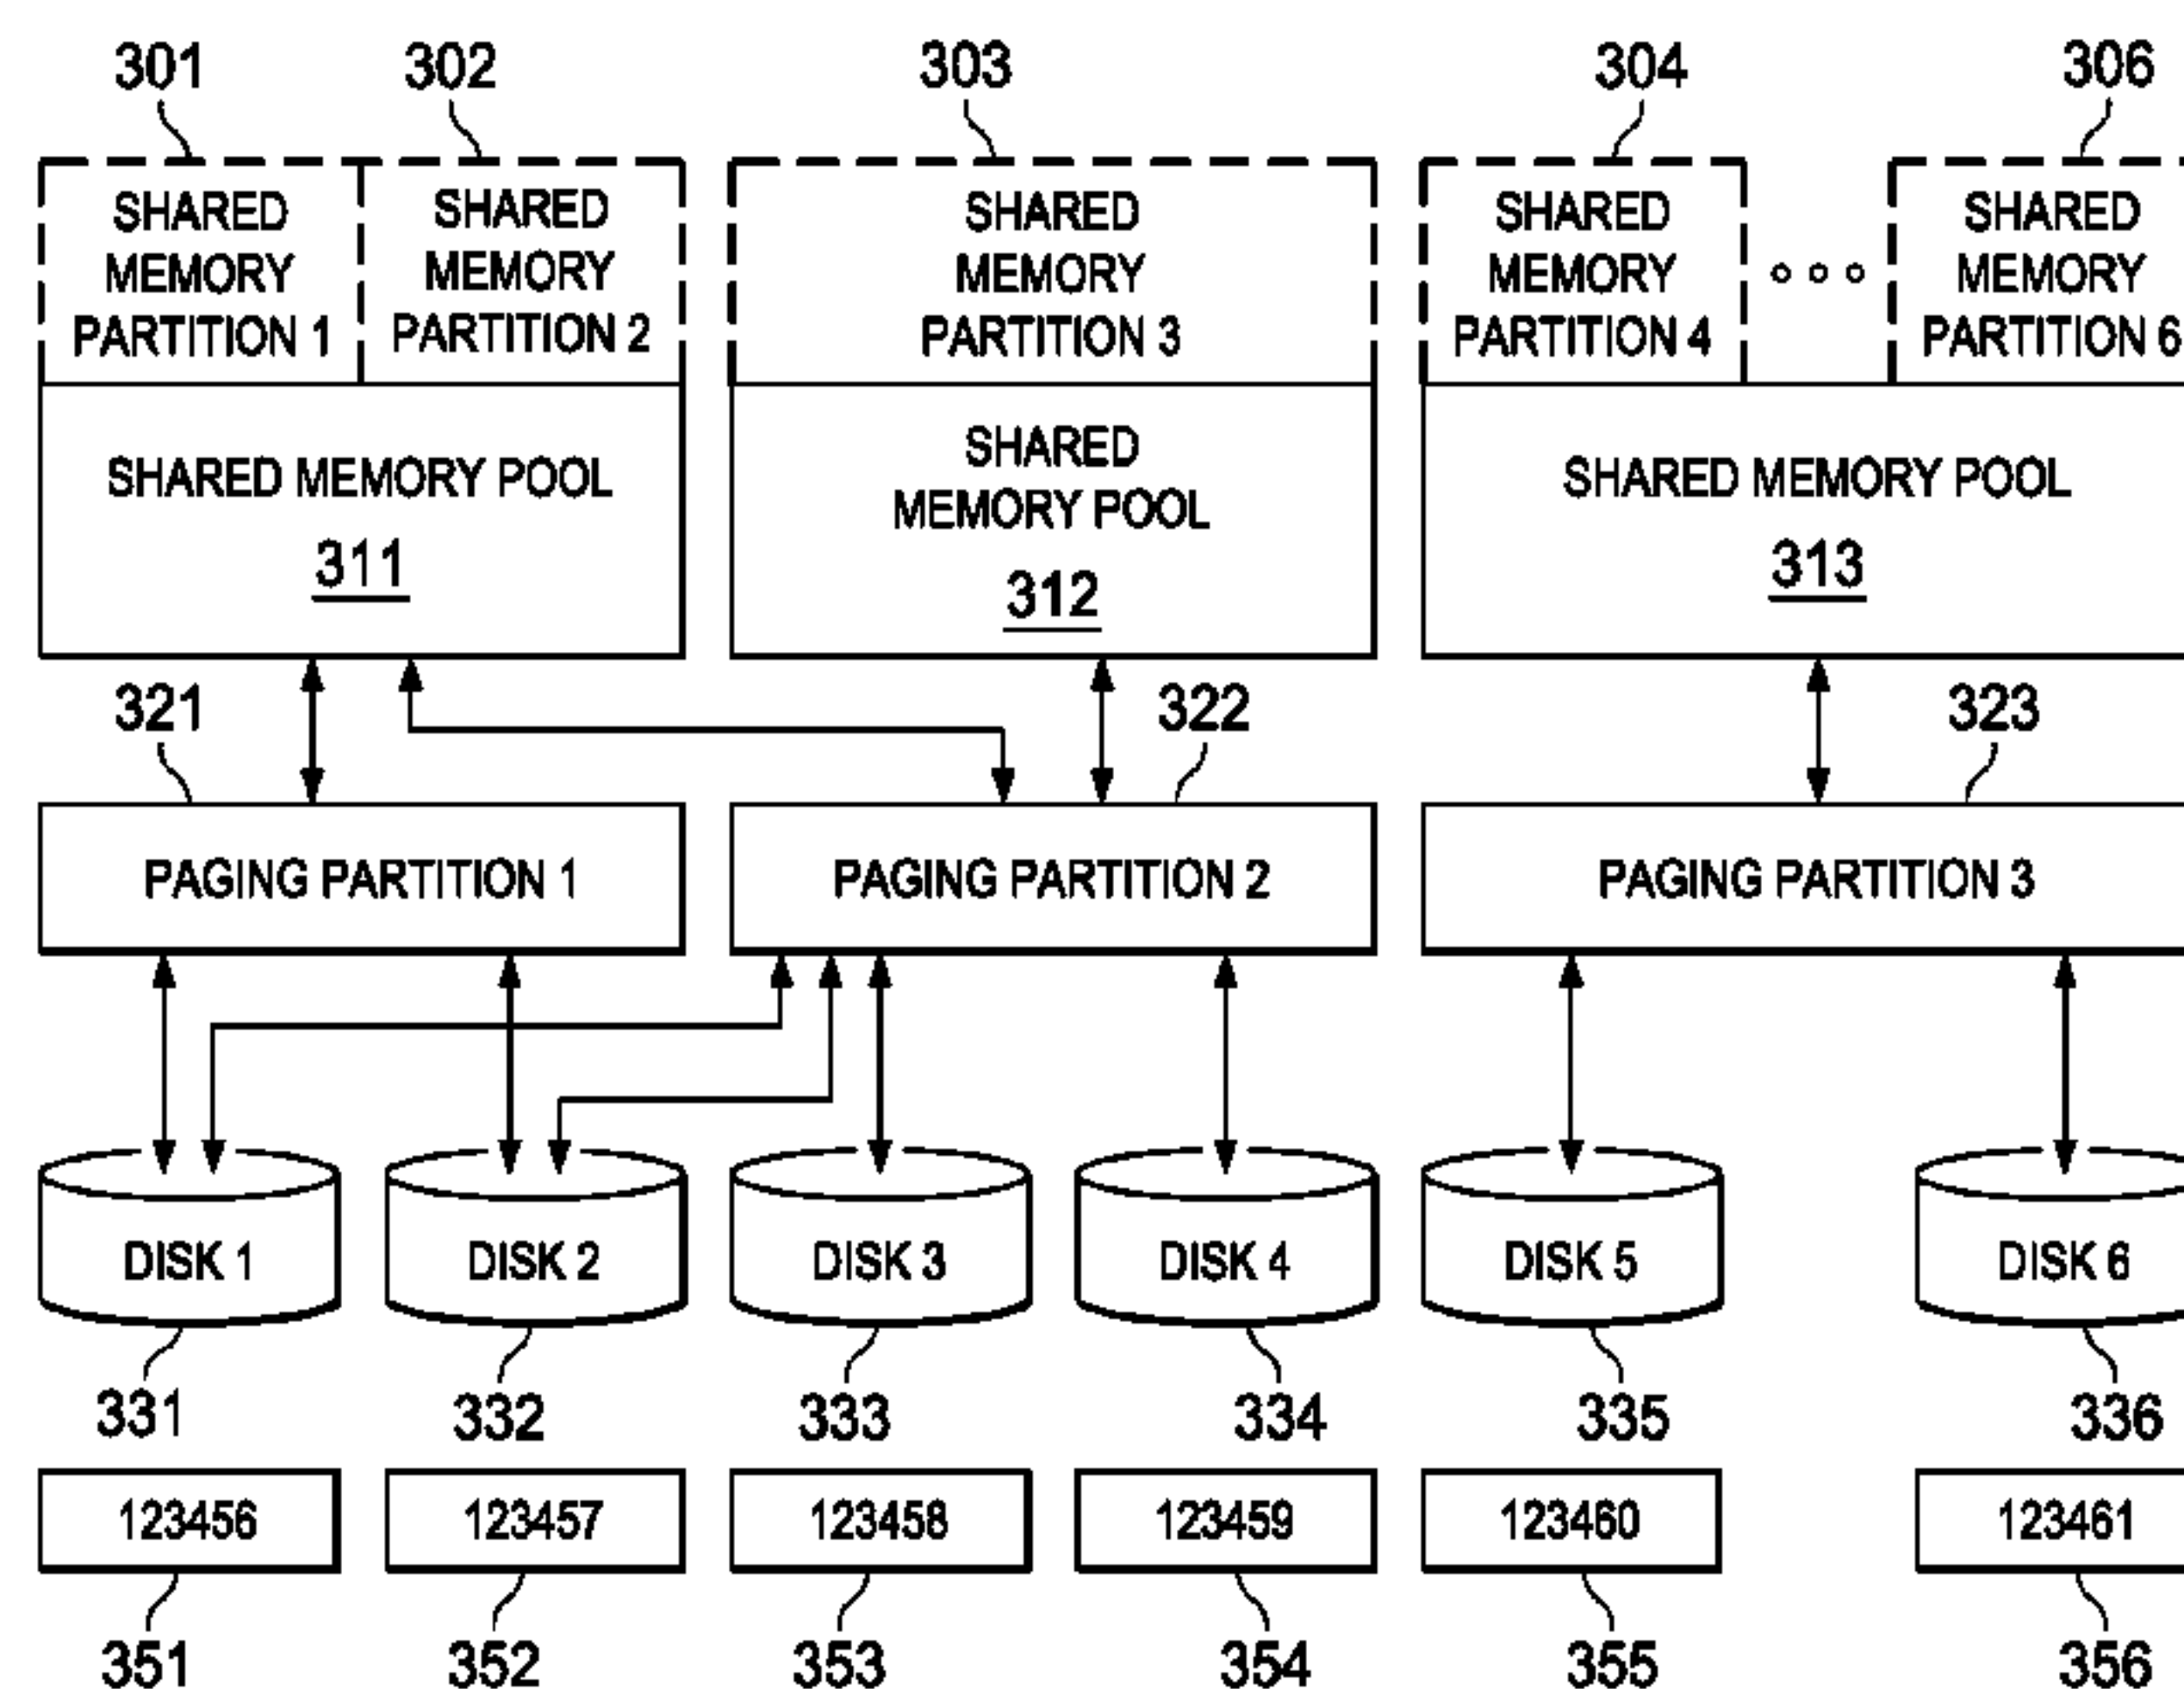 301 302 303 304 306
SHARED SHARED SHARED SHARED SHARED
MEMORY MEMORY MEMORY MEMORY MEMORY
PARTITION 1 PARTITION 2 PARTITION 3 PARTITION 4 PARTITION 6
SHARED MEMORY POOL
311
SHARED
MEMORY POOL
312
SHARED MEMORY POOL
313
321 322 323
PAGING PARTITION 1 PAGING PARTITION 2 PAGING PARTITION 3
DISK 1 DISK 2 DISK 3 DISK 4 DISK 5 DISK 6
331 332 333 334 335 336
123456 123457 123458 123459 123460 123461
351 352 353 354 355 356